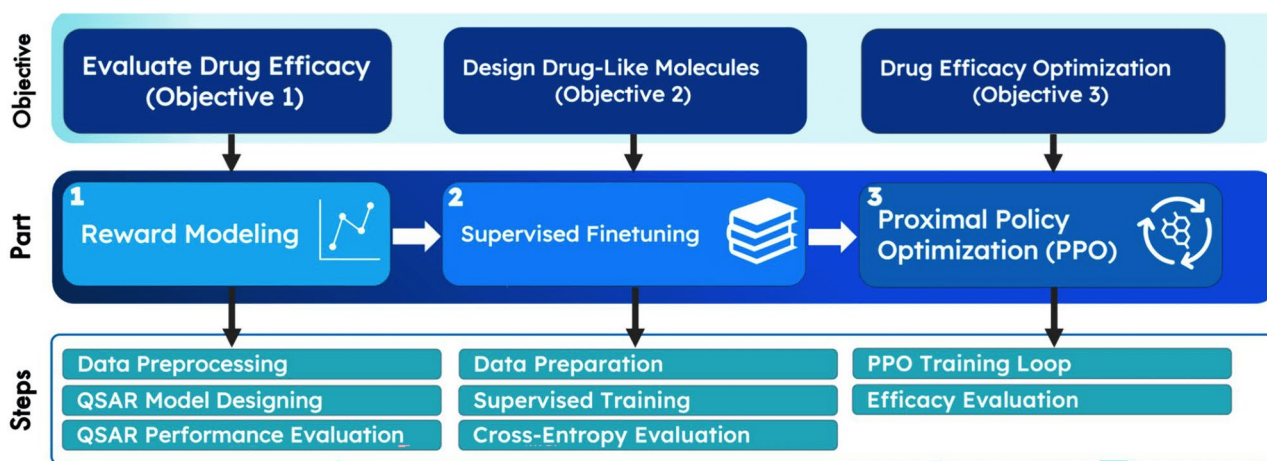 Objective
Evaluate Drug Efficacy
(Objective 1)
Design Drug-Like Molecules
(Objective 2)
Drug Efficacy Optimization
(Objective 3)
Part
1
Reward Modeling
2
Supervised Finetuning
3
Proximal Policy
Optimization (PPO)
Steps
Data Preprocessing
QSAR Model Designing
QSAR Performance Evaluation
Data Preparation
Supervised Training
Cross-Entropy Evaluation
PPO Training Loop
Efficacy Evaluation